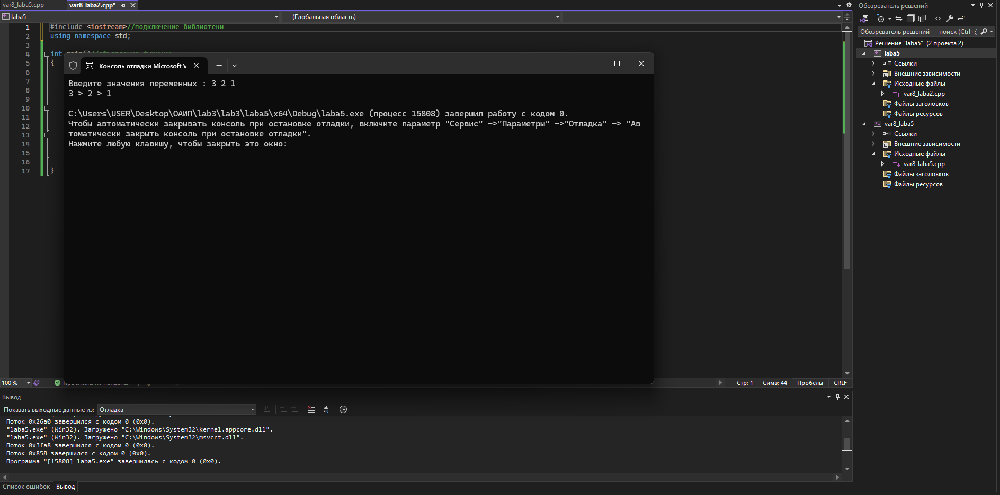 var8_laba5.cpp
var8_laba2.cpp*
laba5
(Глобальная область)
1 #include <iostream>//подключение библиотеки
2 using namespace std;
3
4 int
5 {
6
7
8
9
10
11
12
13
14
15
16
17 }
Консоль отладки Microsoft V
Введите значения переменных : 3 2 1
3 > 2 > 1
C:\Users\USER\Desktop\ОАИП\lab3\lab3\laba5\x64\Debug\laba5.exe (процесс 15808) завершил работу с кодом 0.
Чтобы автоматически закрывать консоль при остановке отладки, включите параметр "Сервис" ->"Параметры" ->"Отладка" -> "Ав
томатически закрыть консоль при остановке отладки".
Нажмите любую клавишу, чтобы закрыть это окно:
100 %
Стр: 1 Симв: 44 Пробелы CRLF
Вывод
Показать выходные данные из: Отладка
Поток 0x26a0 завершился с кодом 0 (0x0).
"laba5.exe" (Win32). Загружено "C:\Windows\System32\kernel.appcore.dll".
"laba5.exe" (Win32). Загружено "C:\Windows\System32\msvcrt.dll".
Поток 0x3fa8 завершился с кодом 0 (0x0).
Поток 0x858 завершился с кодом 0 (0x0).
Программа "[15808] laba5.exe" завершилась с кодом 0 (0x0).
Список ошибок
Вывод
Обозреватель решений
Обозреватель решений — поиск (Ctrl+;
Решение "laba5" (2 проекта 2)
laba5
Ссылки
Внешние зависимости
Исходные файлы
var8_laba2.cpp
Файлы заголовков
Файлы ресурсов
var8_laba5
Ссылки
Внешние зависимости
Исходные файлы
var8_laba5.cpp
Файлы заголовков
Файлы ресурсов